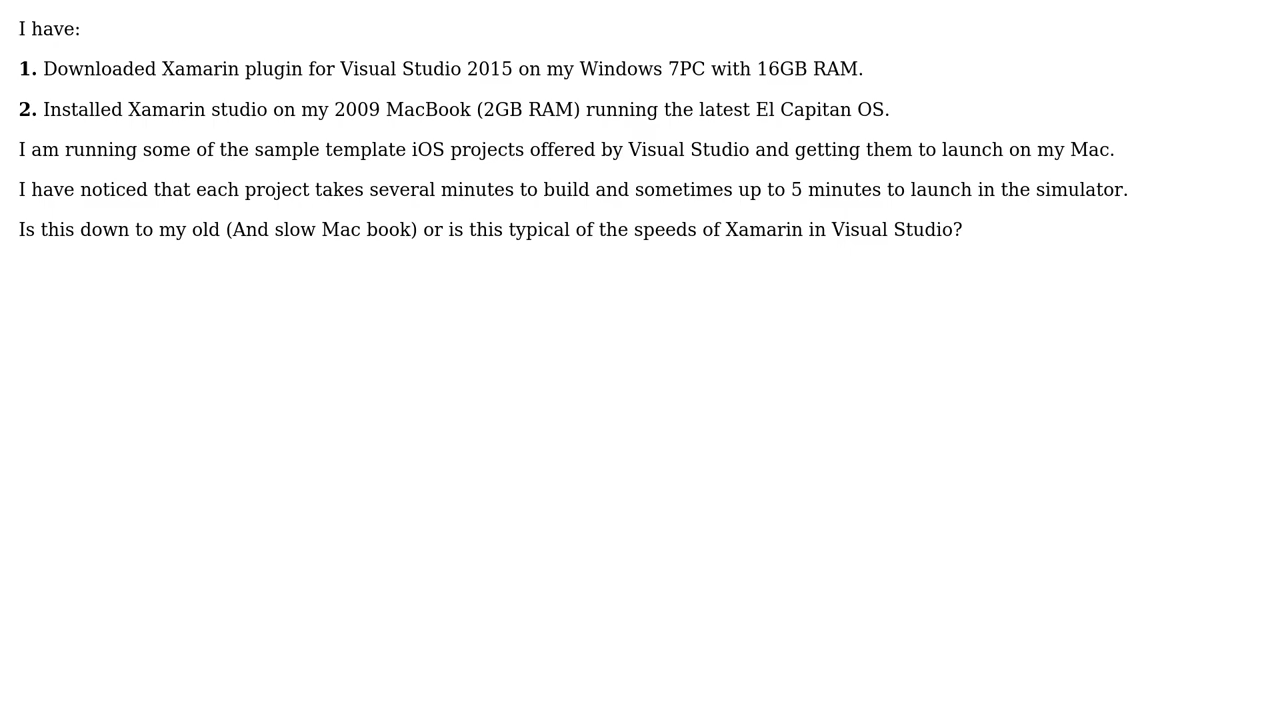 I have:
1. Downloaded Xamarin plugin for Visual Studio 2015 on my Windows 7PC with 16GB RAM.
2. Installed Xamarin studio on my 2009 MacBook (2GB RAM) running the latest El Capitan OS.
I am running some of the sample template iOS projects offered by Visual Studio and getting them to launch on my Mac.
I have noticed that each project takes several minutes to build and sometimes up to 5 minutes to launch in the simulator.
Is this down to my old (And slow Mac book) or is this typical of the speeds of Xamarin in Visual Studio?